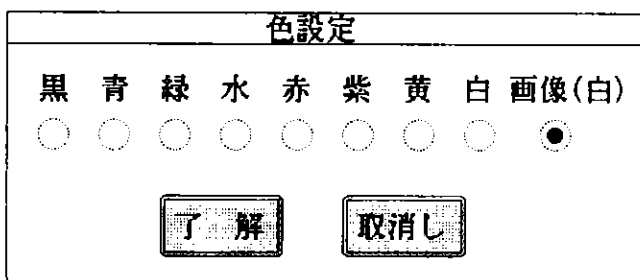 色設定
黒 青 緑 水 赤 紫 黄 白 画像(白)
了 解 取消し